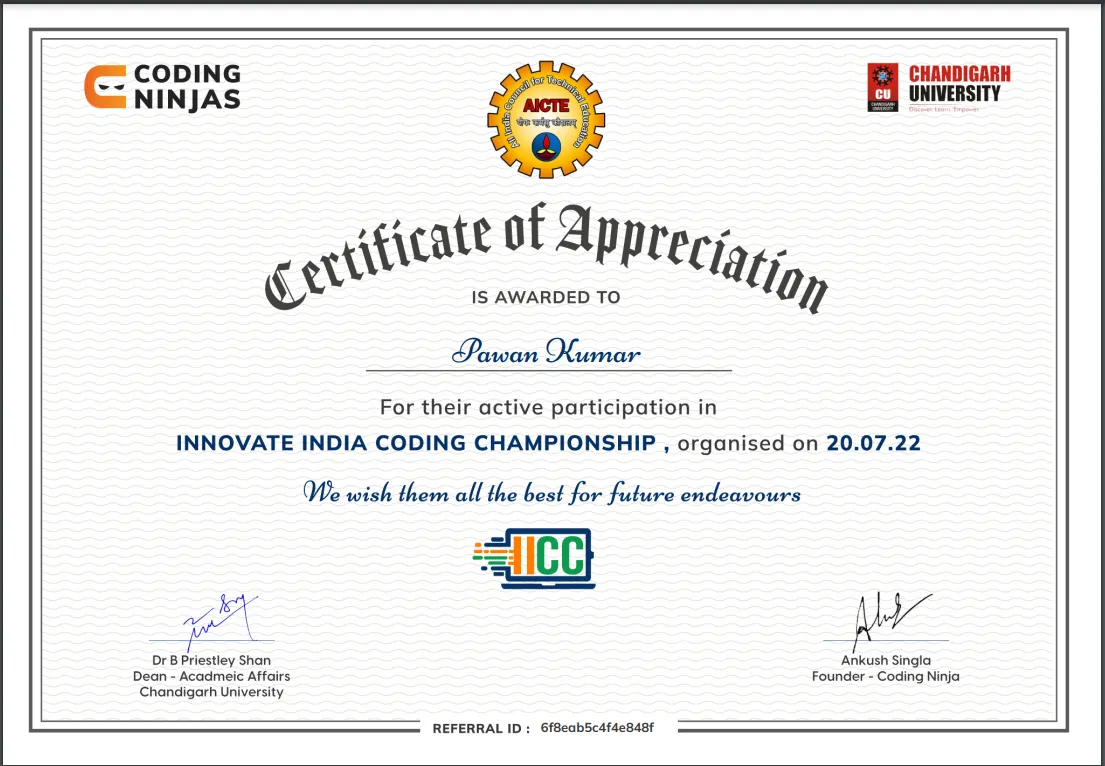 CODING
NINJAS
All India Council for Technical Education
AICTE
CU
CHANDIGARH
UNIVERSITY
CHANDIGARH
UNIVERSITY
Discover. Learn. Empower.
Certificate of Appreciation
IS AWARDED TO
Pawan Kumar
For their active participation in
INNOVATE INDIA CODING CHAMPIONSHIP , organised on 20.07.22
We wish them all the best for future endeavours
IICC
Dr B Priestley Shan
Dean - Acadmeic Affairs
Chandigarh University
Ankush Singla
Founder - Coding Ninja
REFERRAL ID : 6f8eab5c4f4e848f